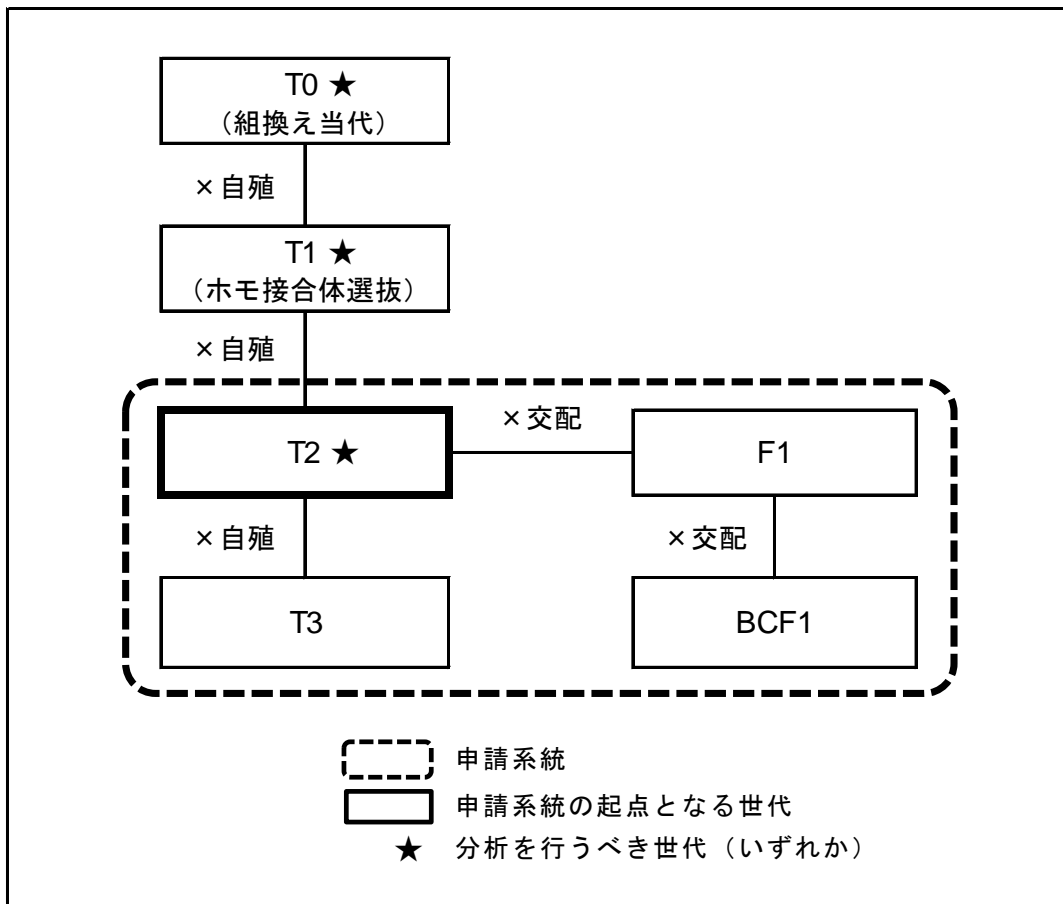 T0 ★
（組換え当代）
×自殖
T1 ★
（ホモ接合体選抜）
×自殖
T2 ★
×交配
F1
×自殖
×交配
T3
BCF1
申請系統
申請系統の起点となる世代
★ 分析を行うべき世代（いずれか）